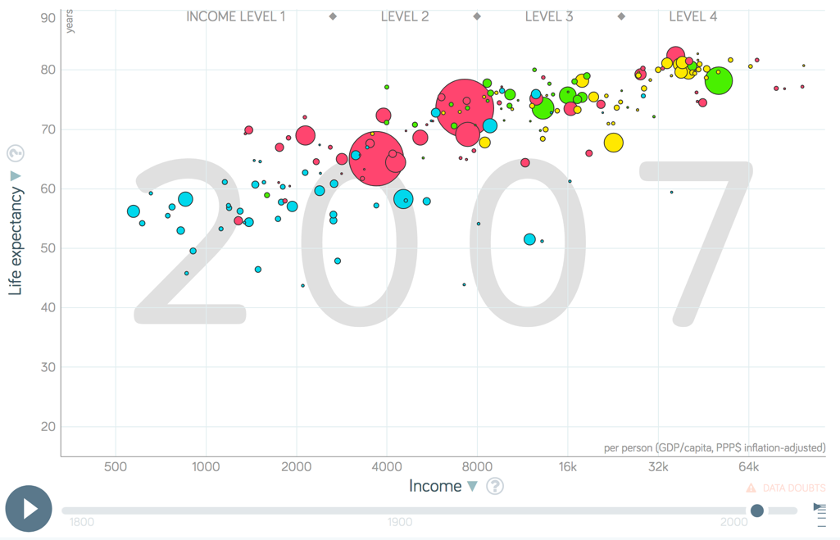 INCOME LEVEL 1 ◆ LEVEL 2 ◆ LEVEL 3 ◆ LEVEL 4
years
90
80
70
60
50
40
30
20
Life expectancy ▼ ?
2007
per person (GDP/capita, PPP$ inflation-adjusted)
500 1000 2000 4000 8000 16k 32k 64k
Income ▼ ?
DATA DOUBTS
1800 1900 2000